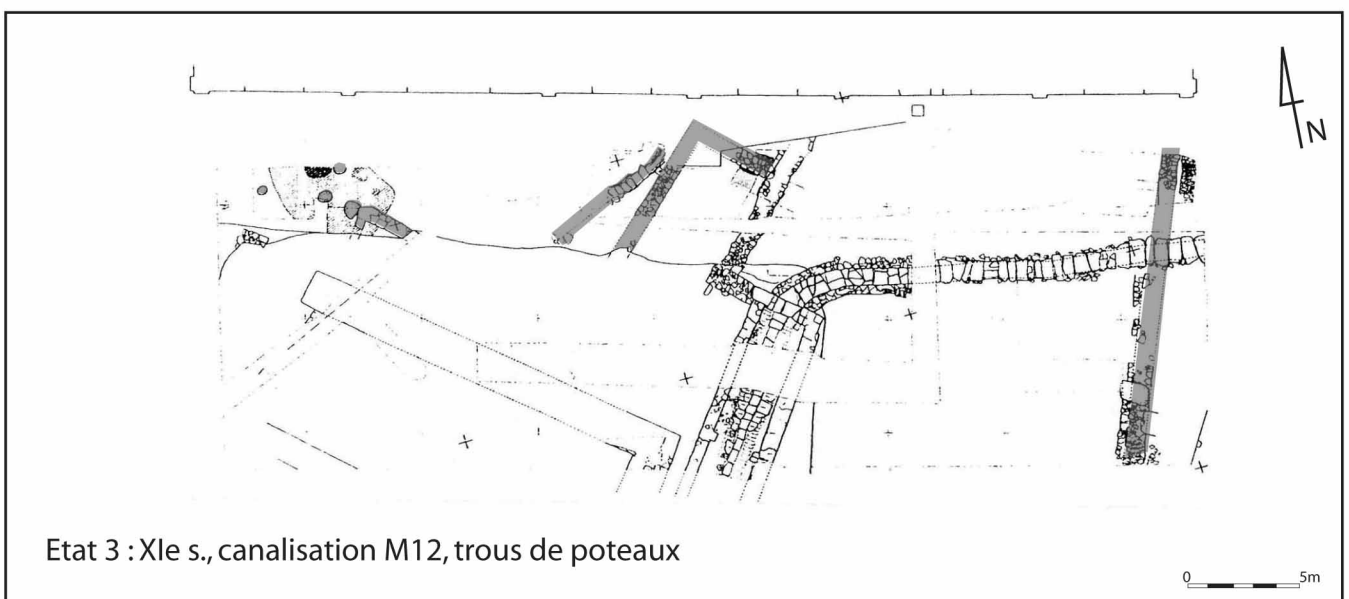 N
Etat 3 : XIe s., canalisation M12, trous de poteaux
0 5m